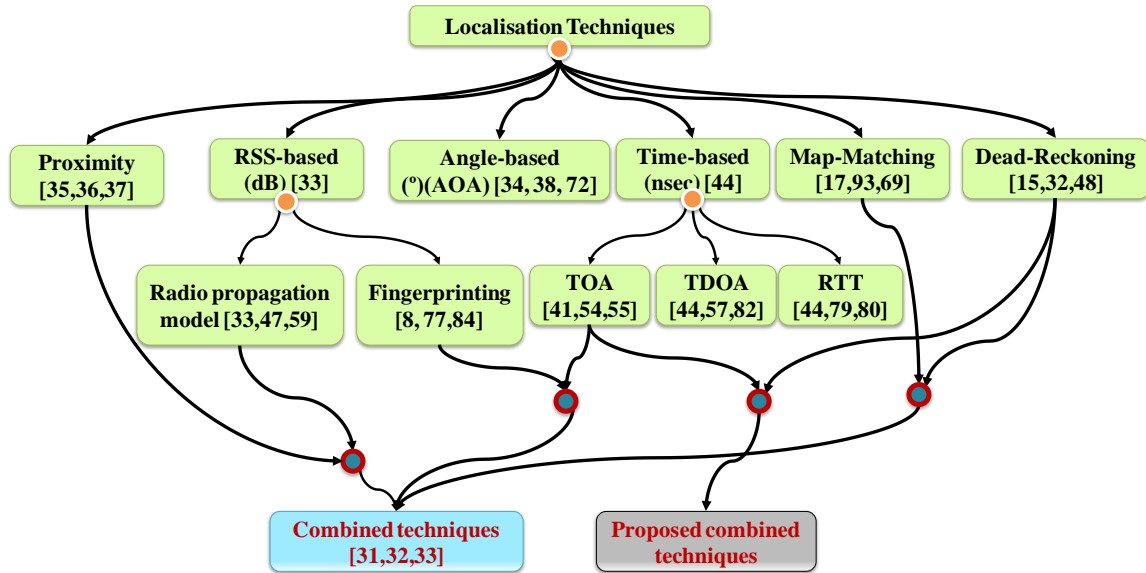 Localisation Techniques
Proximity
[35,36,37]
RSS-based
(dB) [33]
Angle-based
(º)(AOA) [34, 38, 72]
Time-based
(nsec) [44]
Map-Matching
[17,93,69]
Dead-Reckoning
[15,32,48]
Radio propagation
model [33,47,59]
Fingerprinting
[8, 77,84]
TOA
[41,54,55]
TDOA
[44,57,82]
RTT
[44,79,80]
Combined techniques
[31,32,33]
Proposed combined
techniques